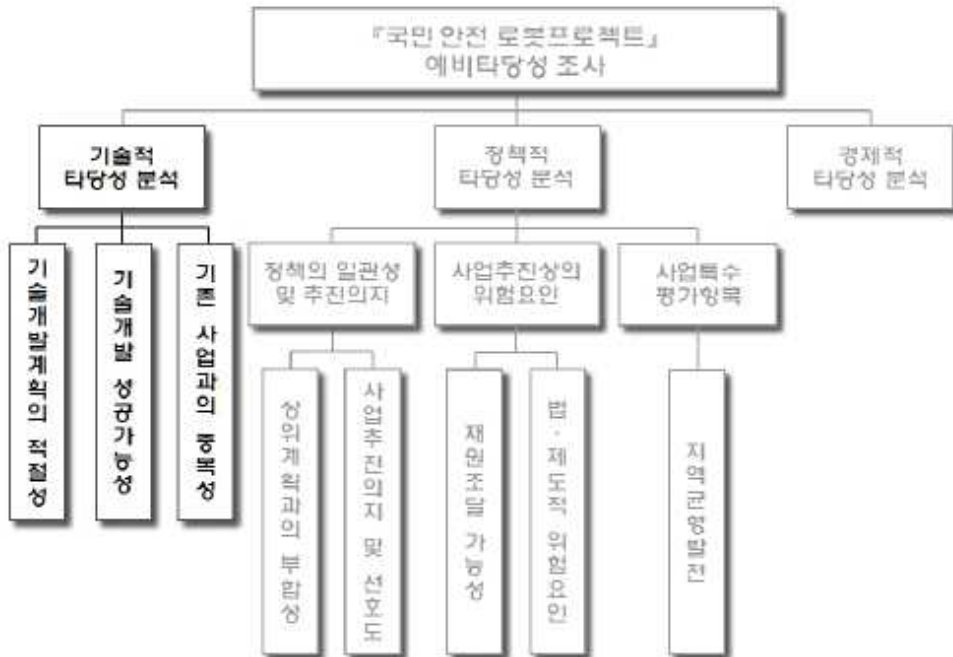 『국민 안전 로봇프로젝트』
예비타당성 조사
기술적
타당성 분석
정책적
타당성 분석
경제적
타당성 분석
기술개발계획의 적절성
기술개발 성공가능성
기존 사업과의 중복성
정책의 일관성
및 추진의지
사업추진상의
위험요인
사업특수
평가항목
상위계획과의 부합성
사업추진의지 및 선호도
재원조달 가능성
법·제도적 위험요인
지역균형발전